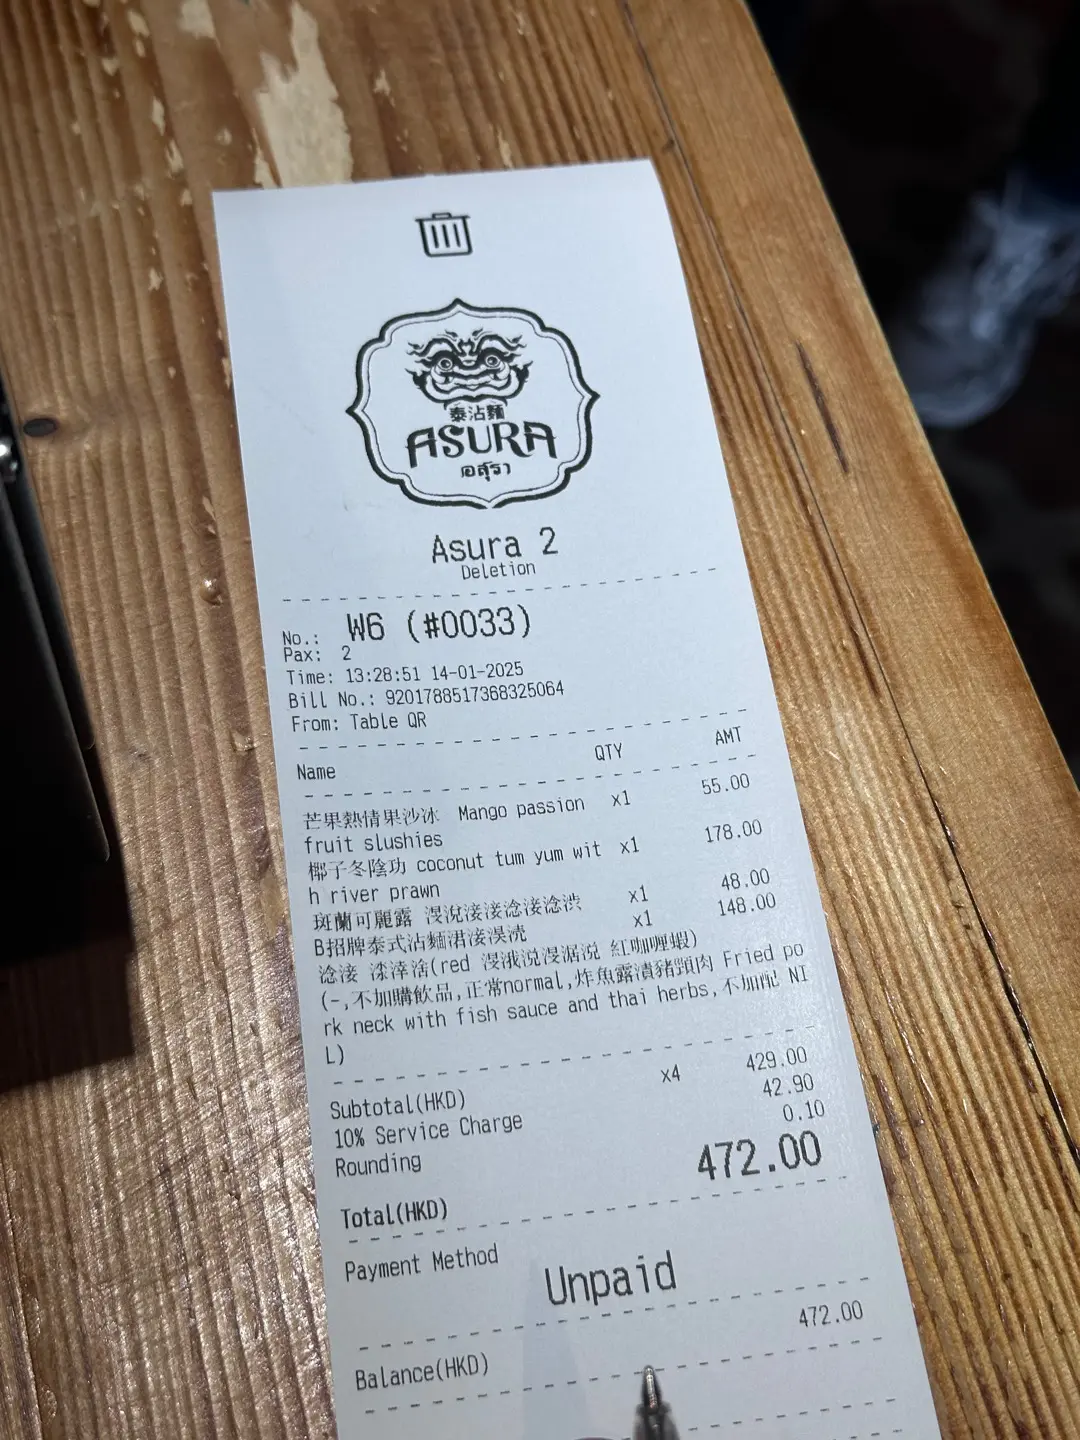 泰沾麵
ASURA
อสุรา
Asura 2
Deletion
No.: W6 (#0033)
Pax: 2
Time: 13:28:51 14-01-2025
Bill No.: 9201788517368325064
From: Table QR
Name QTY AMT
芒果熱情果沙冰 Mango passion x1 55.00
fruit slushies
椰子冬陰功 coconut tum yum wit x1 178.00
h river prawn
斑蘭可麗露 x1 48.00
B招牌泰式沾麵 x1 148.00
(red 紅咖喱蝦)
(-,不加購飲品,正常normal,炸魚露漬豬頸肉 Fried po
rk neck with fish sauce and thai herbs,不加配 NI
L)
x4
Subtotal(HKD) 429.00
10% Service Charge 42.90
Rounding 0.10
Total(HKD) 472.00
Payment Method
Unpaid
Balance(HKD) 472.00